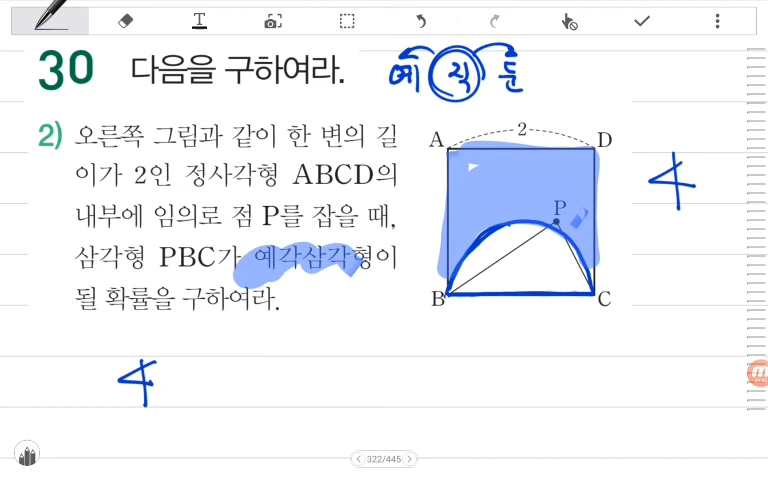 30 다음을 구하여라. 예 직 둔
2) 오른쪽 그림과 같이 한 변의 길
이가 2인 정사각형 ABCD의
내부에 임의로 점 P를 잡을 때,
삼각형 PBC가 예각삼각형이
될 확률을 구하여라.
A 2 D
P
B C
4
4
322/445